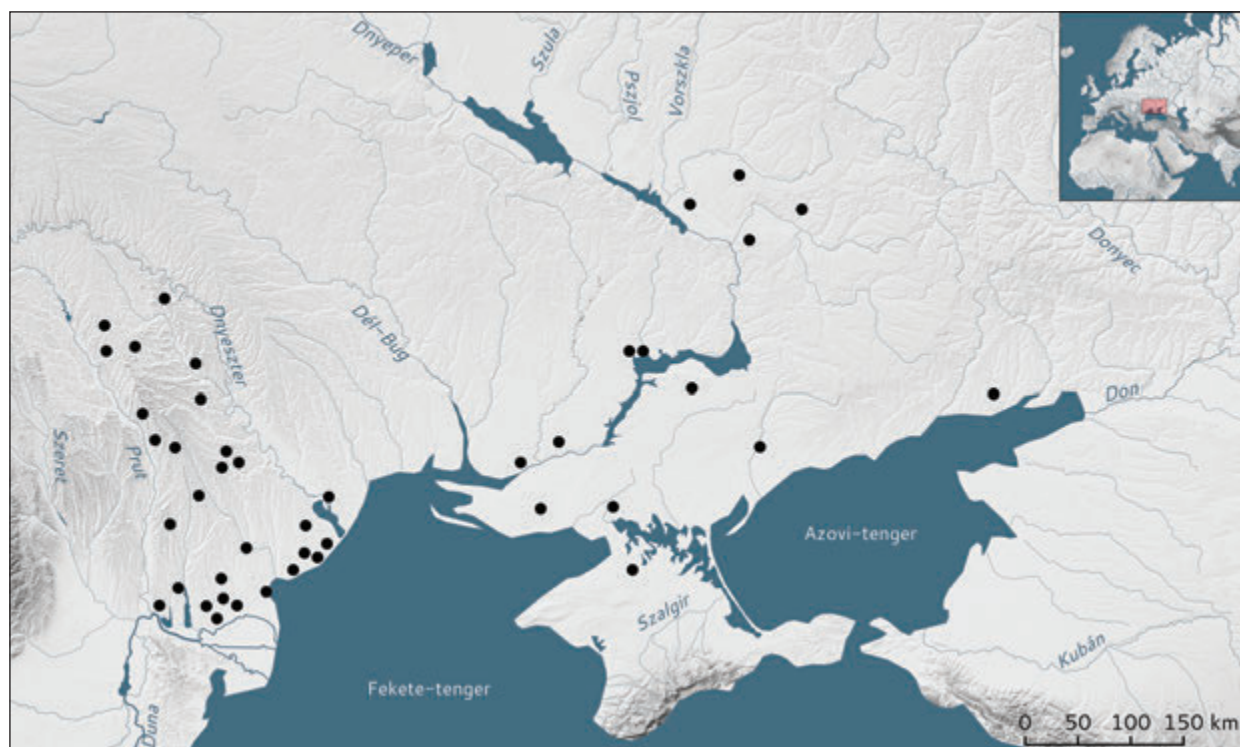 Dnyeper
Szula
Pszjol
Vorszkla
Donyec
Dnyeszter
Dél-Bug
Don
Szeret
Prut
Azovi-tenger
Szalgir
Kubán
Fekete-tenger
Duna
0 50 100 150 km